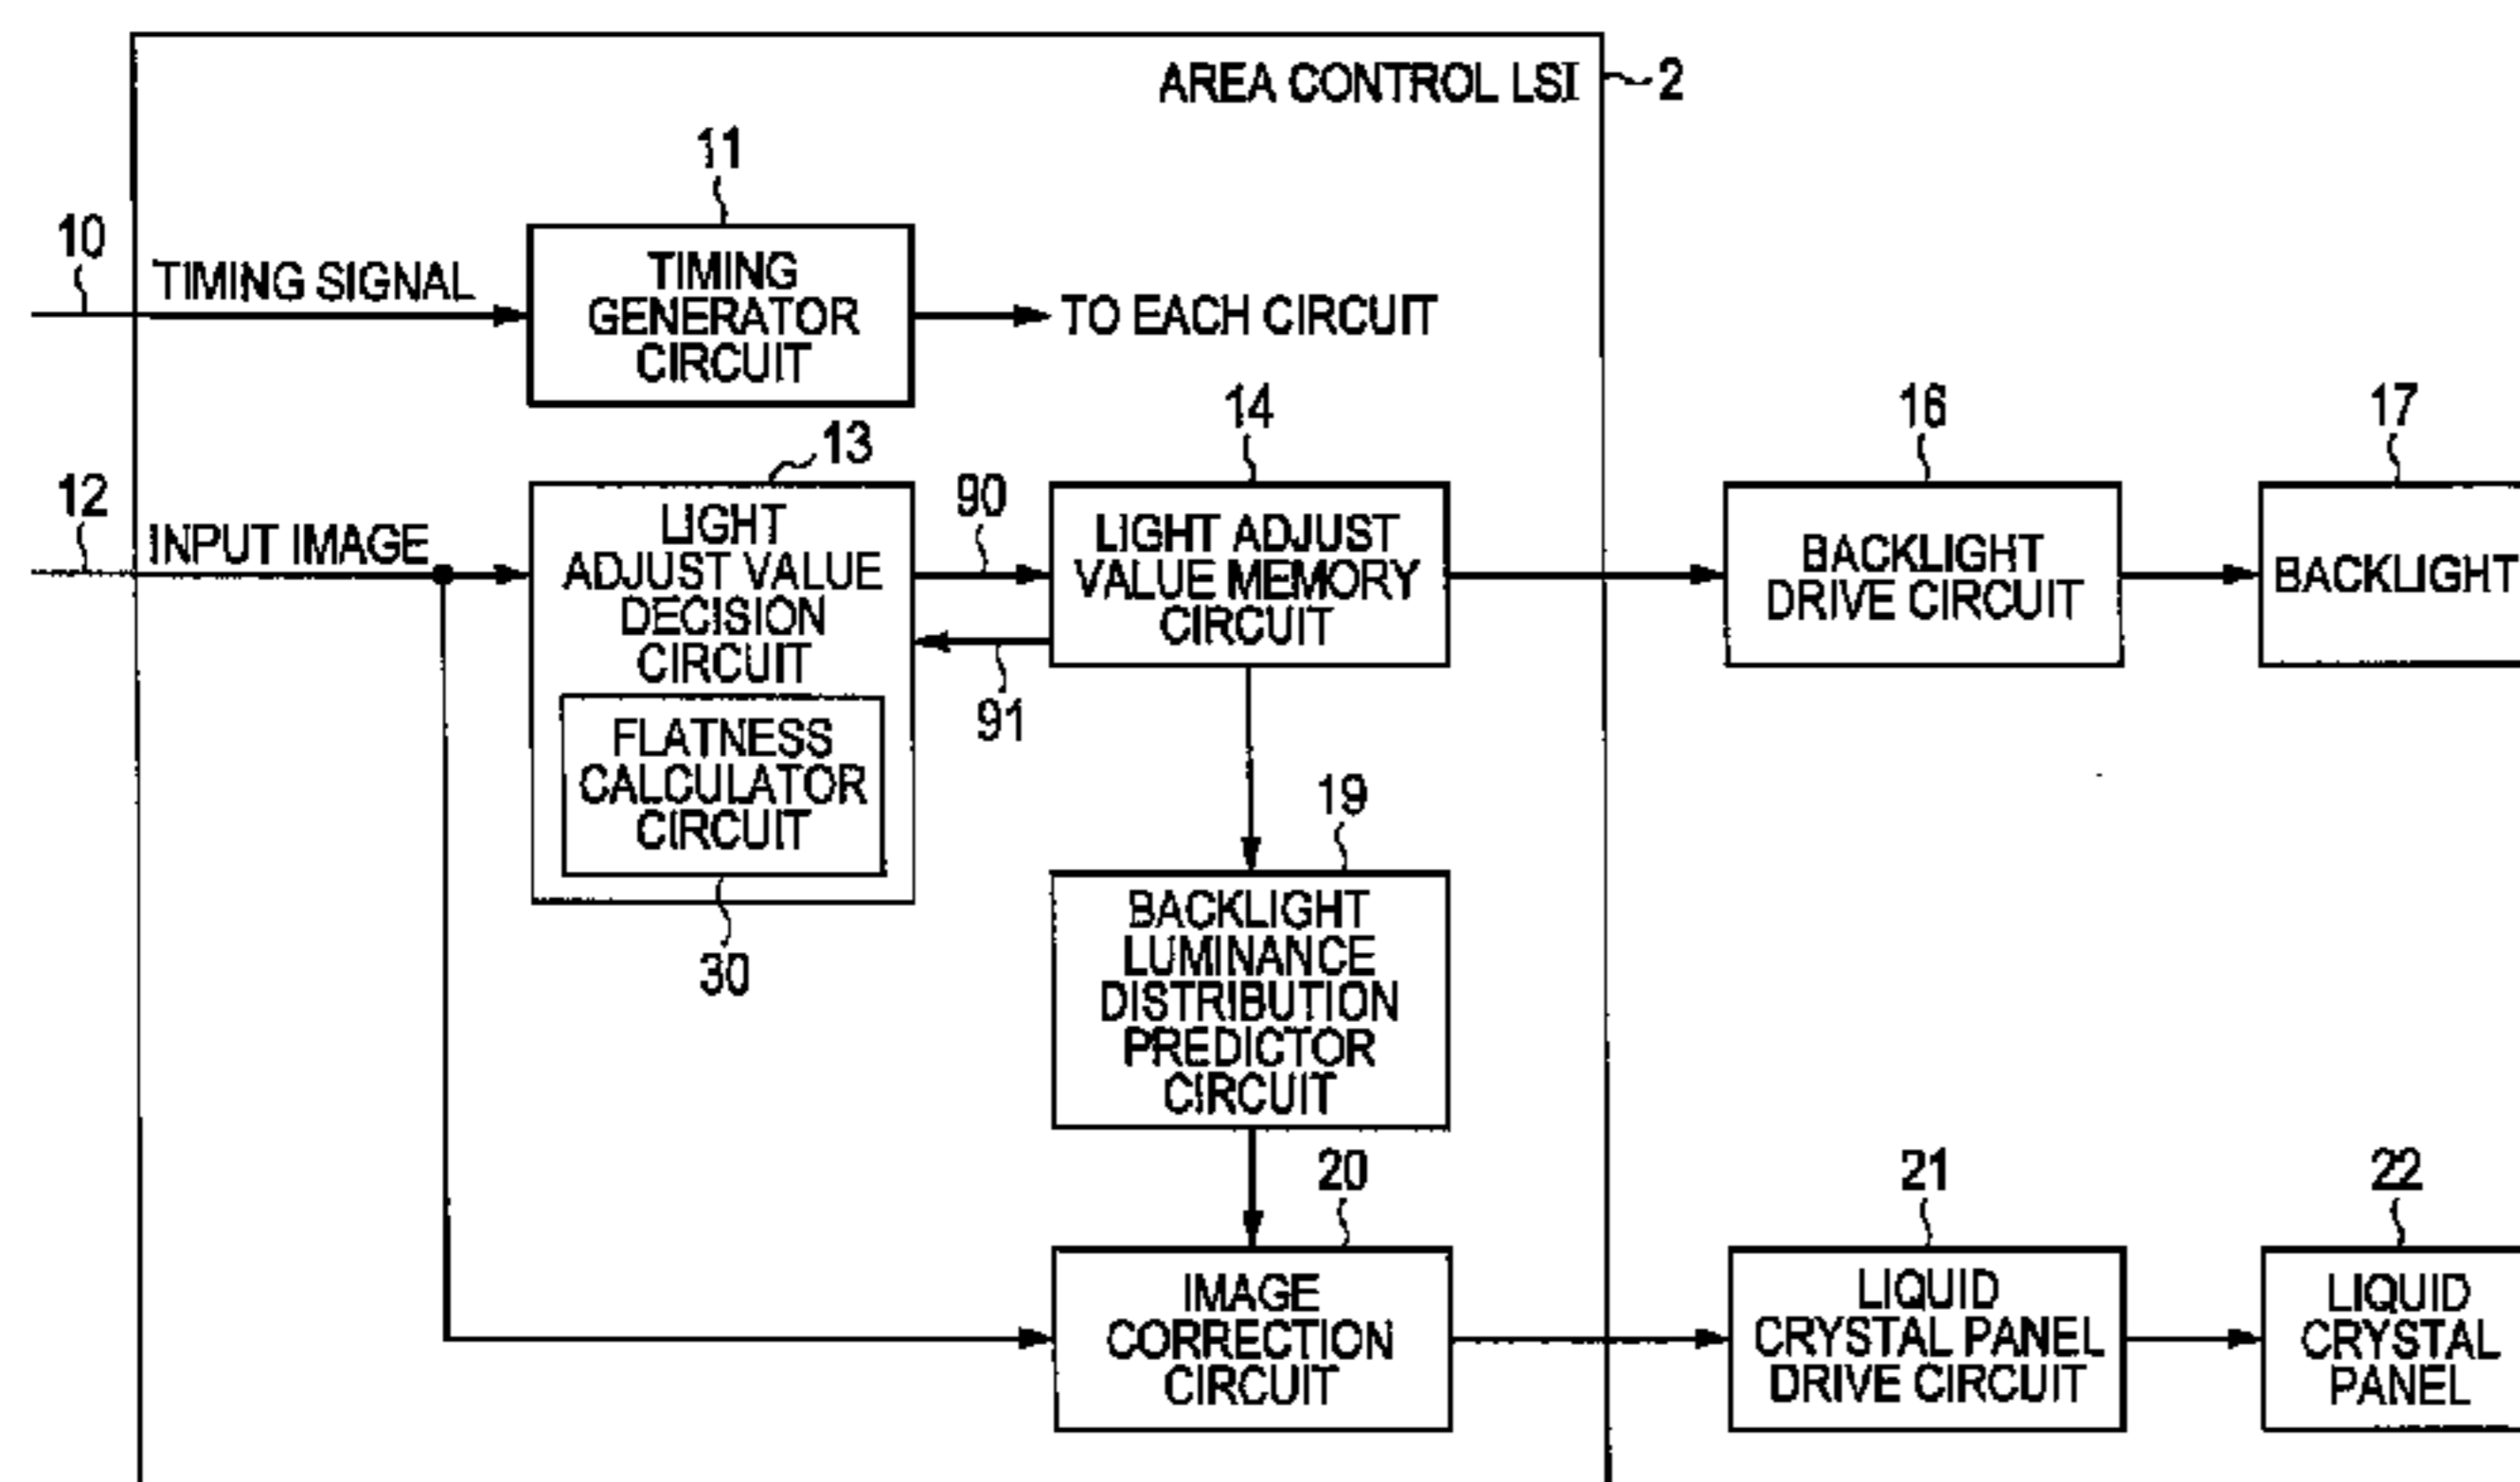 AREA CONTROL LSI
2
11
10
TIMING SIGNAL
TIMING
GENERATOR
CIRCUIT
TO EACH CIRCUIT
14
16
17
13
12
INPUT IMAGE
LIGHT
ADJUST VALUE
DECISION
CIRCUIT
90
91
LIGHT ADJUST
VALUE MEMORY
CIRCUIT
BACKLIGHT
DRIVE CIRCUIT
BACKLIGHT
FLATNESS
CALCULATOR
CIRCUIT
30
19
BACKLIGHT
LUMINANCE
DISTRIBUTION
PREDICTOR
CIRCUIT
20
21
22
IMAGE
CORRECTION
CIRCUIT
LIQUID
CRYSTAL PANEL
DRIVE CIRCUIT
LIQUID
CRYSTAL
PANEL